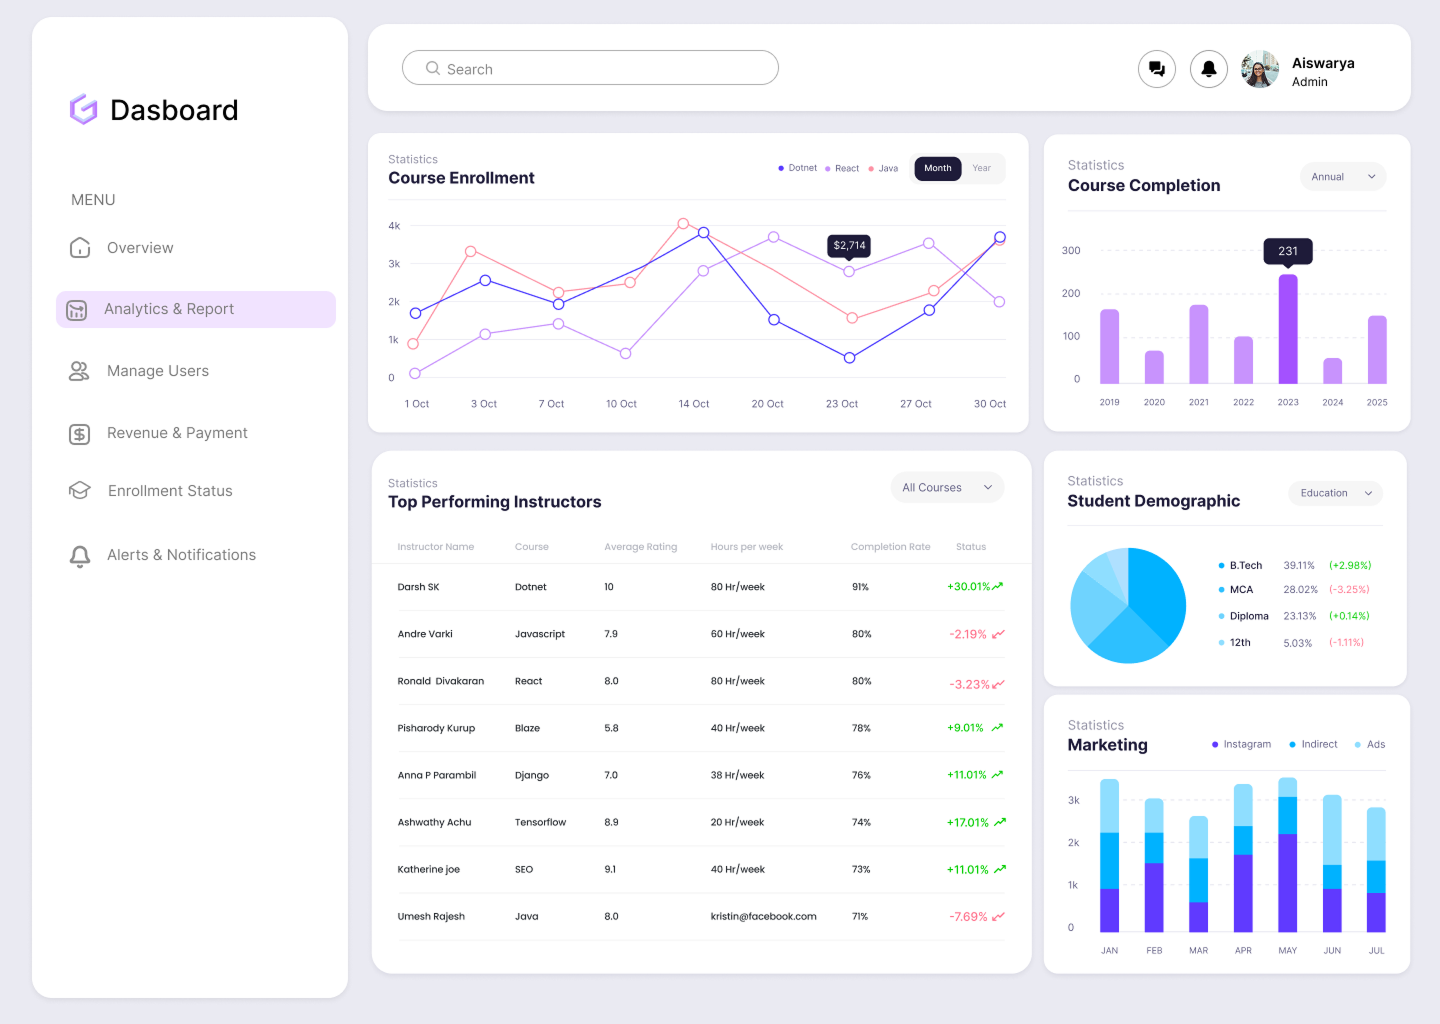 Dasboard
MENU
Overview
Analytics & Report
Manage Users
Revenue & Payment
Enrollment Status
Alerts & Notifications
Search
Aiswarya
Admin
Statistics
Course Enrollment
Dotnet React Java
Month Year
4k
3k
2k
1k
0
$2,714
1 Oct 3 Oct 7 Oct 10 Oct 14 Oct 20 Oct 23 Oct 27 Oct 30 Oct
Statistics
Course Completion
Annual
300
200
100
0
231
2019 2020 2021 2022 2023 2024 2025
Statistics
Top Performing Instructors
All Courses
Instructor Name Course Average Rating Hours per week Completion Rate Status
Darsh SK Dotnet 10 80 Hr/week 91% +30.01%
Andre Varki Javascript 7.9 60 Hr/week 80% -2.19%
Ronald Divakaran React 8.0 80 Hr/week 80% -3.23%
Pisharody Kurup Blaze 5.8 40 Hr/week 78% +9.01%
Anna P Parambil Django 7.0 38 Hr/week 76% +11.01%
Ashwathy Achu Tensorflow 8.9 20 Hr/week 74% +17.01%
Katherine joe SEO 9.1 40 Hr/week 73% +11.01%
Umesh Rajesh Java 8.0 kristin@facebook.com 71% -7.69%
Statistics
Student Demographic
Education
B.Tech 39.11% (+2.98%)
MCA 28.02% (-3.25%)
Diploma 23.13% (+0.14%)
12th 5.03% (-1.11%)
Statistics
Marketing
Instagram Indirect Ads
3k
2k
1k
0
JAN FEB MAR APR MAY JUN JUL